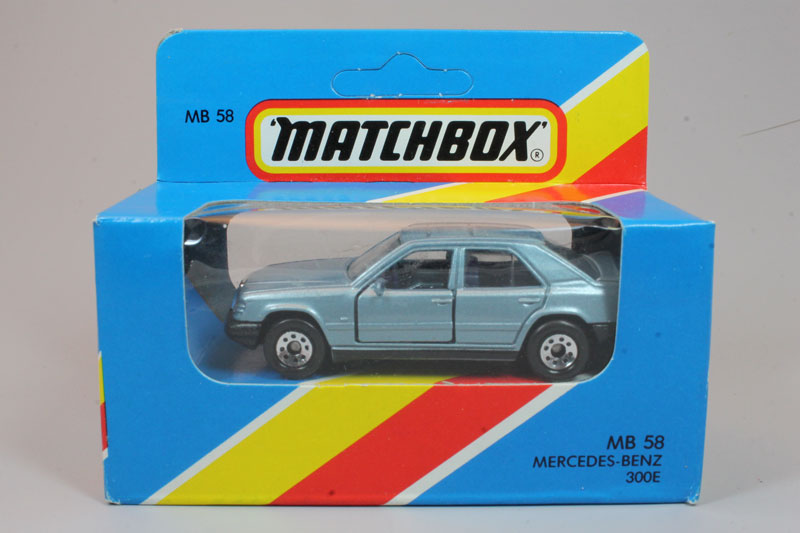 MB 58
'MATCHBOX'
®
MB 58
MERCEDES-BENZ
300E